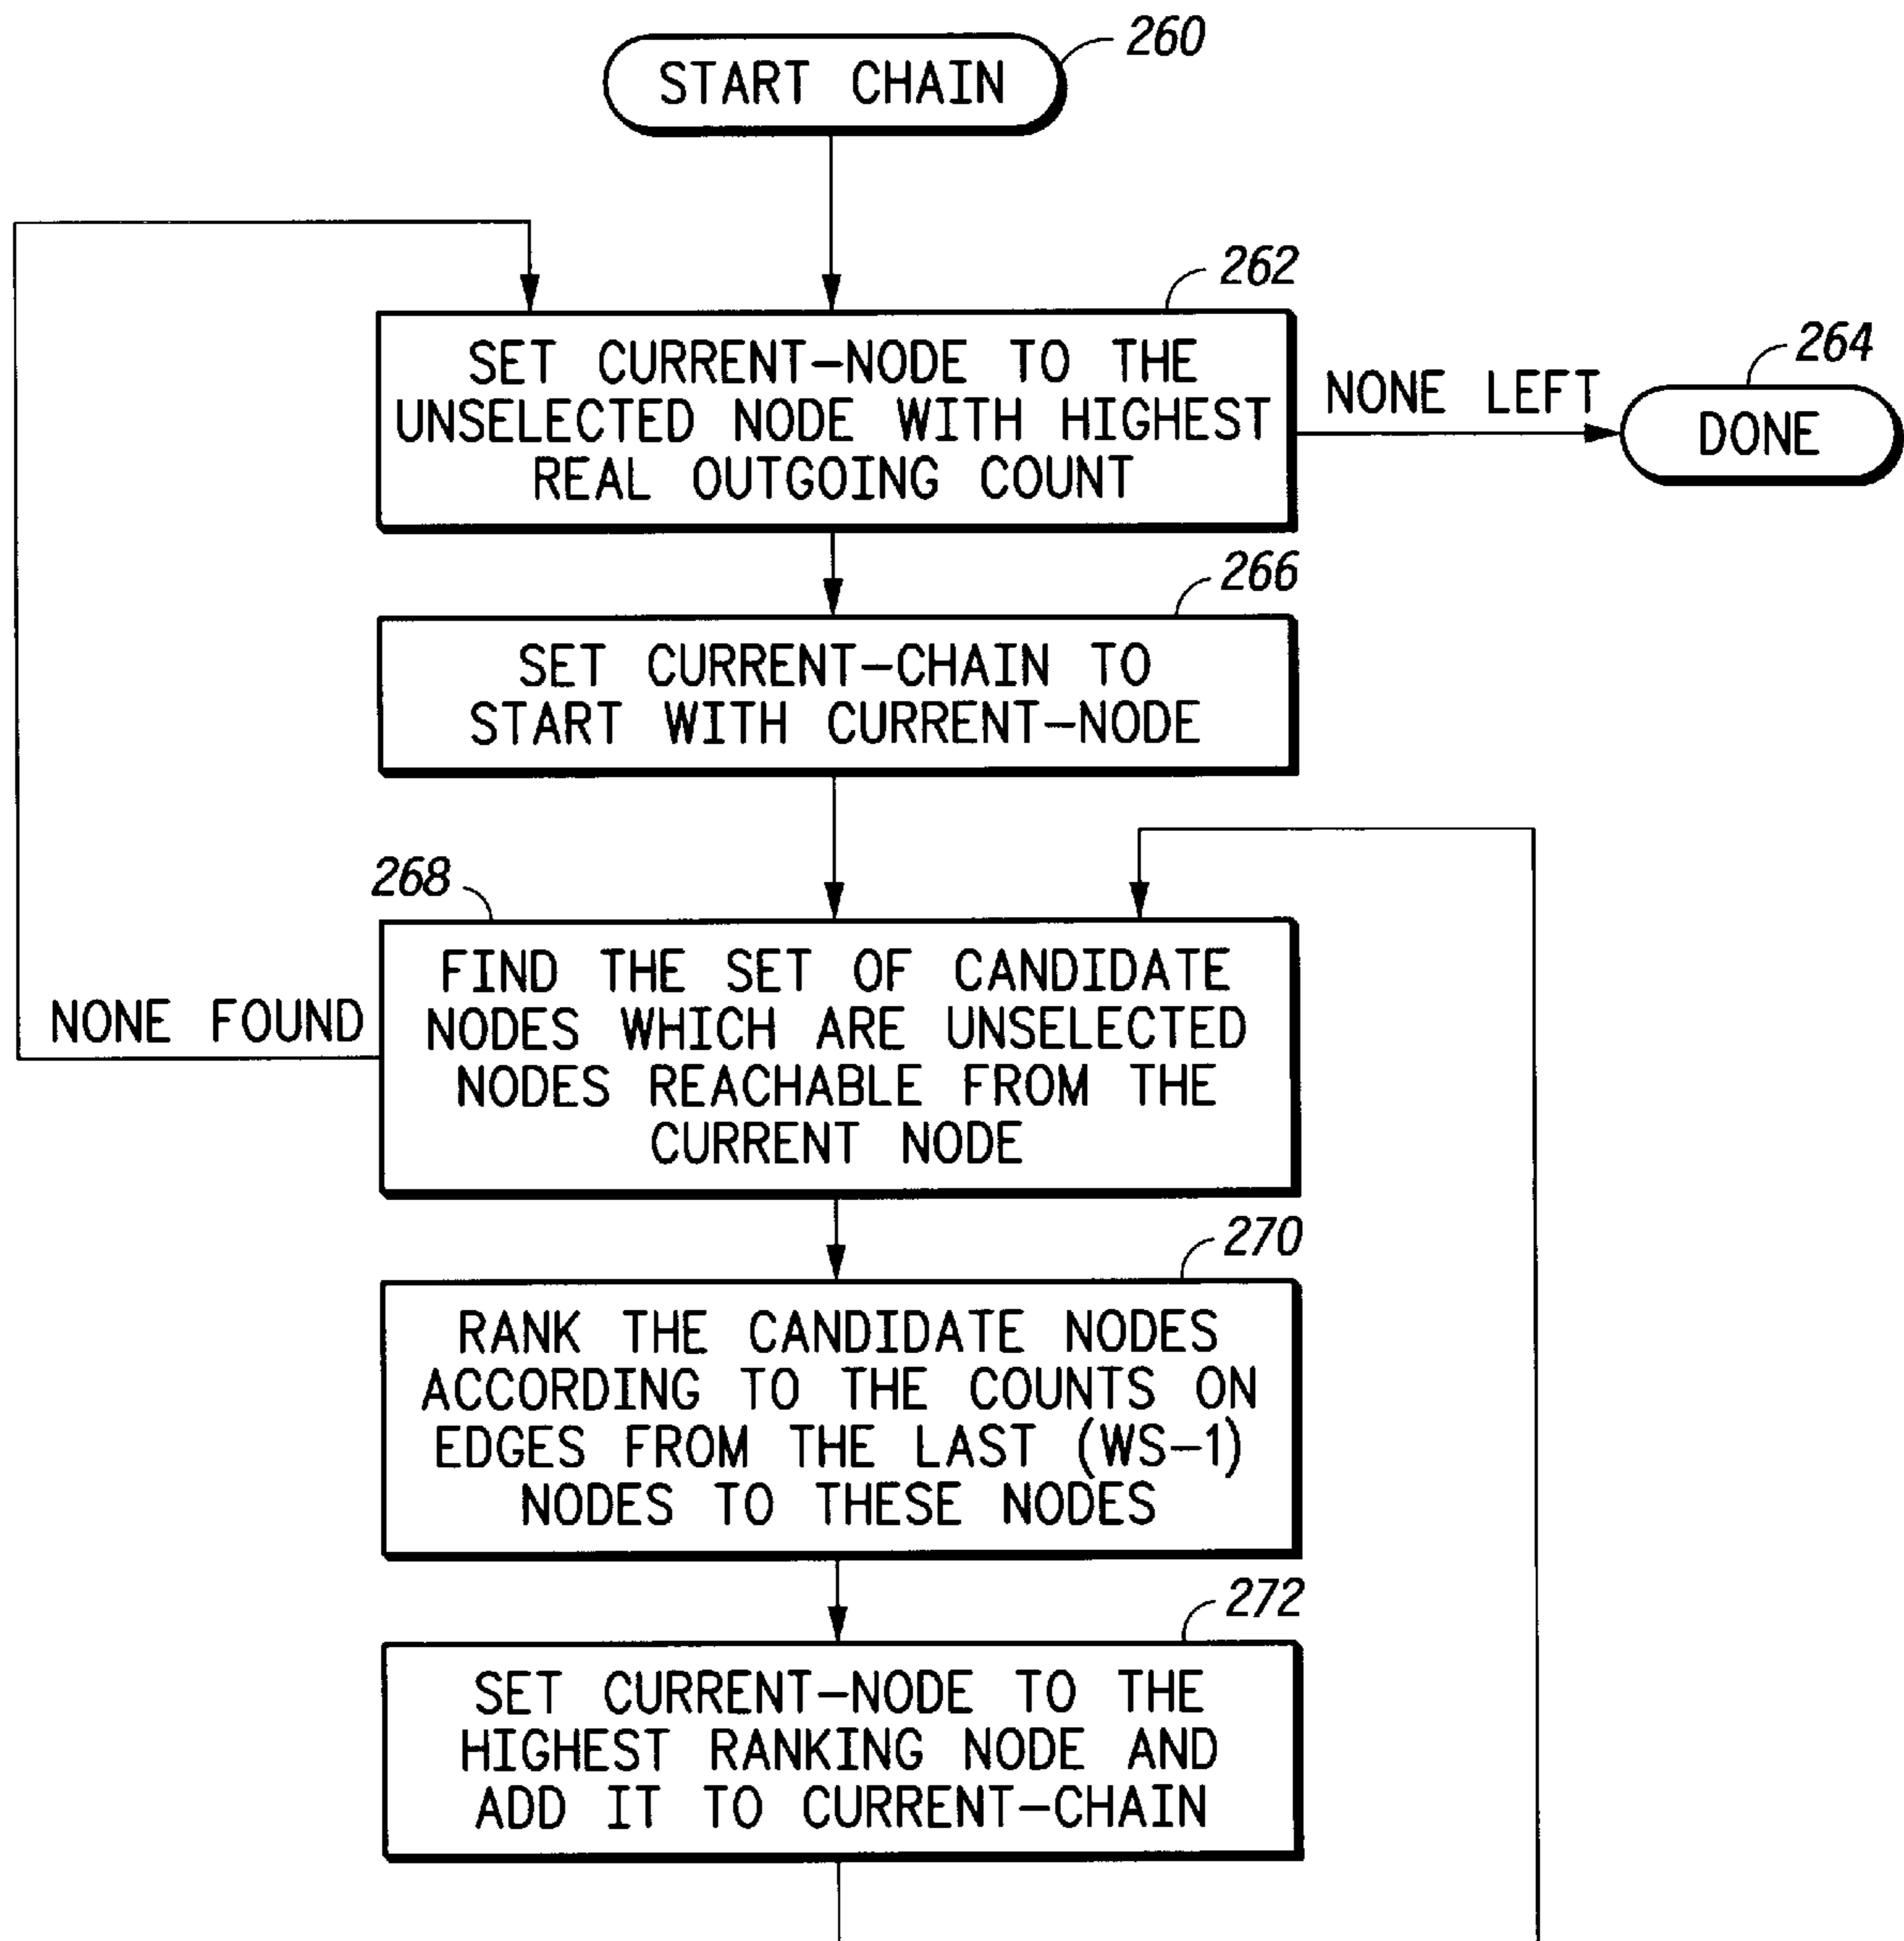 260
START CHAIN
262
SET CURRENT-NODE TO THE
UNSELECTED NODE WITH HIGHEST
REAL OUTGOING COUNT
NONE LEFT
264
DONE
266
SET CURRENT-CHAIN TO
START WITH CURRENT-NODE
268
FIND THE SET OF CANDIDATE
NODES WHICH ARE UNSELECTED
NODES REACHABLE FROM THE
CURRENT NODE
NONE FOUND
270
RANK THE CANDIDATE NODES
ACCORDING TO THE COUNTS ON
EDGES FROM THE LAST (WS-1)
NODES TO THESE NODES
272
SET CURRENT-NODE TO THE
HIGHEST RANKING NODE AND
ADD IT TO CURRENT-CHAIN